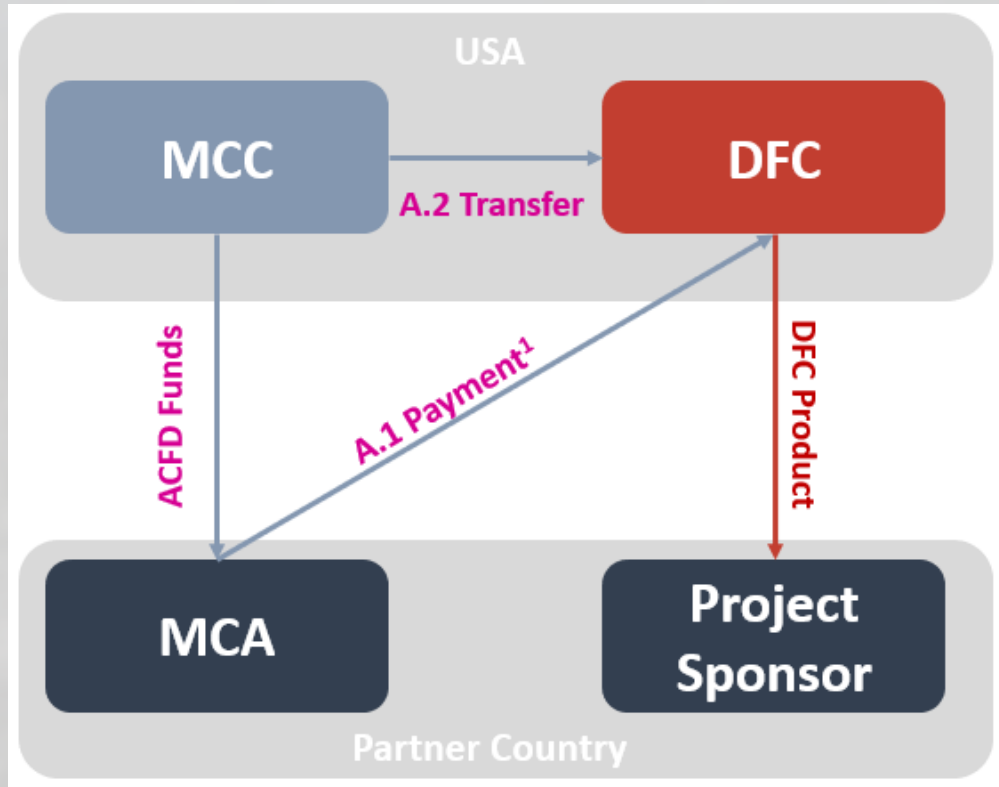 USA
MCC
DFC
A.2 Transfer
ACFD Funds
A.1 Payment¹
DFC Product
MCA
Project
Sponsor
Partner Country